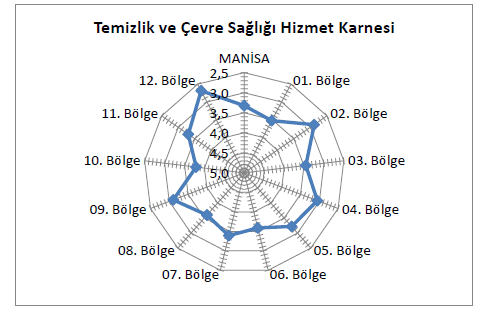 Temizlik ve Çevre Sağlığı Hizmet Karnesi
MANİSA
12. Bölge
2,5
01. Bölge
3,0
11. Bölge
3,5
02. Bölge
4,0
10. Bölge
4,5
03. Bölge
5,0
09. Bölge
04. Bölge
08. Bölge
05. Bölge
07. Bölge
06. Bölge